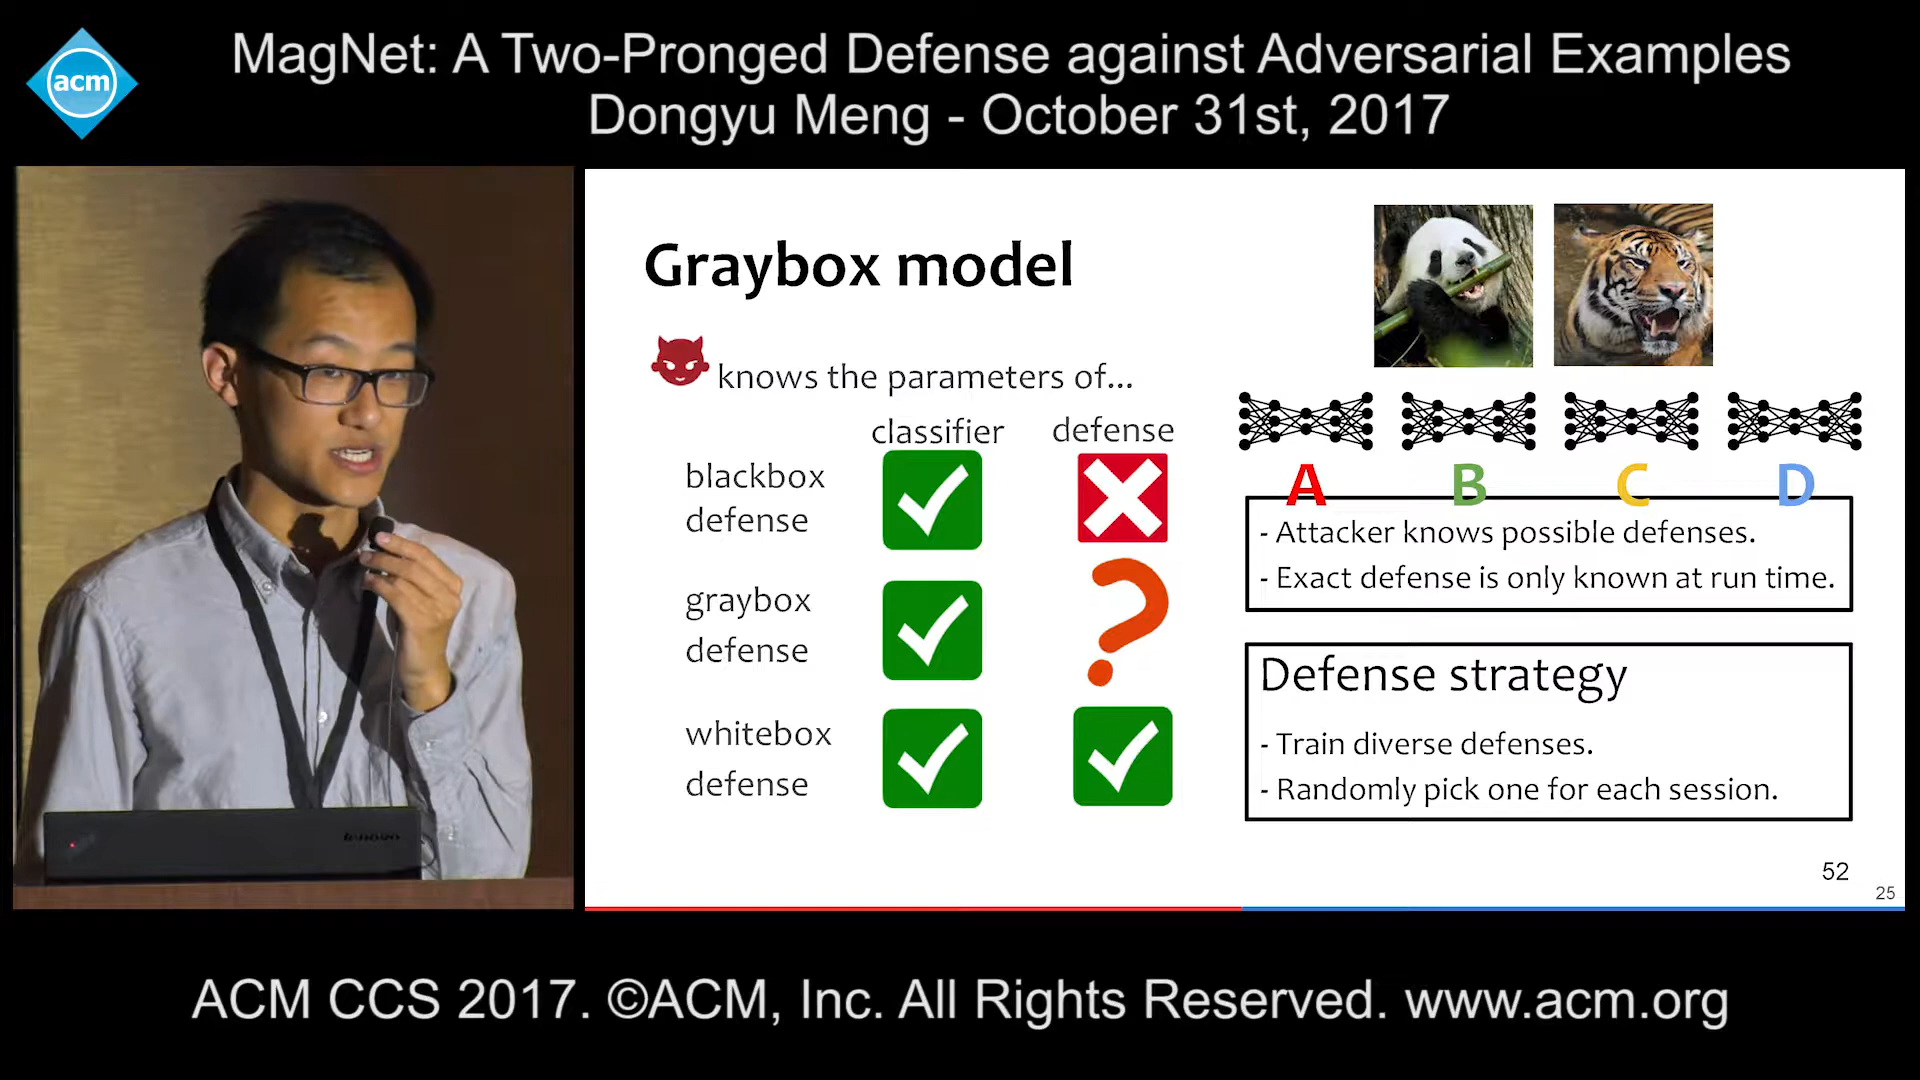 MagNet: A Two-Pronged Defense against Adversarial Examples
Dongyu Meng - October 31st, 2017
acm
Graybox model
knows the parameters of...
classifier defense
blackbox
defense
graybox
defense
?
whitebox
defense
A B C D
- Attacker knows possible defenses.
- Exact defense is only known at run time.
Defense strategy
- Train diverse defenses.
- Randomly pick one for each session.
52
25
lenovo
ACM CCS 2017. ©ACM, Inc. All Rights Reserved. www.acm.org